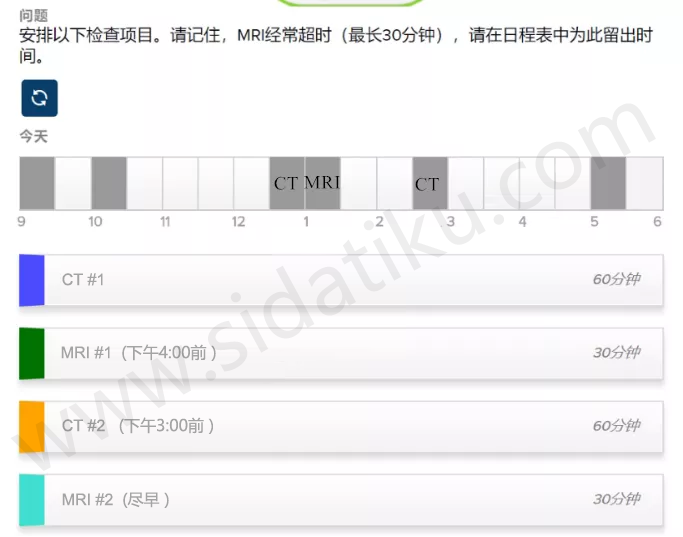 问题
安排以下检查项目。请记住，MRI经常超时（最长30分钟），请在日程表中为此留出时
间。
今天
CT MRI CT
9 10 11 12 1 2 3 4 5 6
CT #1 60分钟
MRI #1（下午4:00前） 30分钟
CT #2 （下午3:00前） 60分钟
MRI #2（尽早） 30分钟
www.sidatiku.com